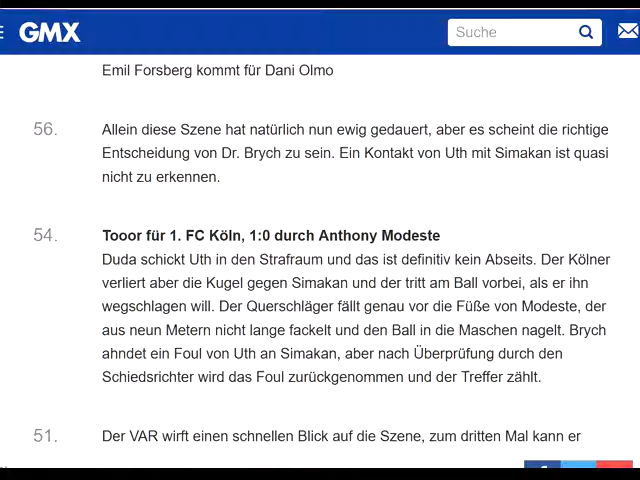 GMX
Suche
Emil Forsberg kommt für Dani Olmo
56.
Allein diese Szene hat natürlich nun ewig gedauert, aber es scheint die richtige
Entscheidung von Dr. Brych zu sein. Ein Kontakt von Uth mit Simakan ist quasi
nicht zu erkennen.
54.
Tooor für 1. FC Köln, 1:0 durch Anthony Modeste
Duda schickt Uth in den Strafraum und das ist definitiv kein Abseits. Der Kölner
verliert aber die Kugel gegen Simakan und der tritt am Ball vorbei, als er ihn
wegschlagen will. Der Querschläger fällt genau vor die Füße von Modeste, der
aus neun Metern nicht lange fackelt und den Ball in die Maschen nagelt. Brych
ahndet ein Foul von Uth an Simakan, aber nach Überprüfung durch den
Schiedsrichter wird das Foul zurückgenommen und der Treffer zählt.
51.
Der VAR wirft einen schnellen Blick auf die Szene, zum dritten Mal kann er